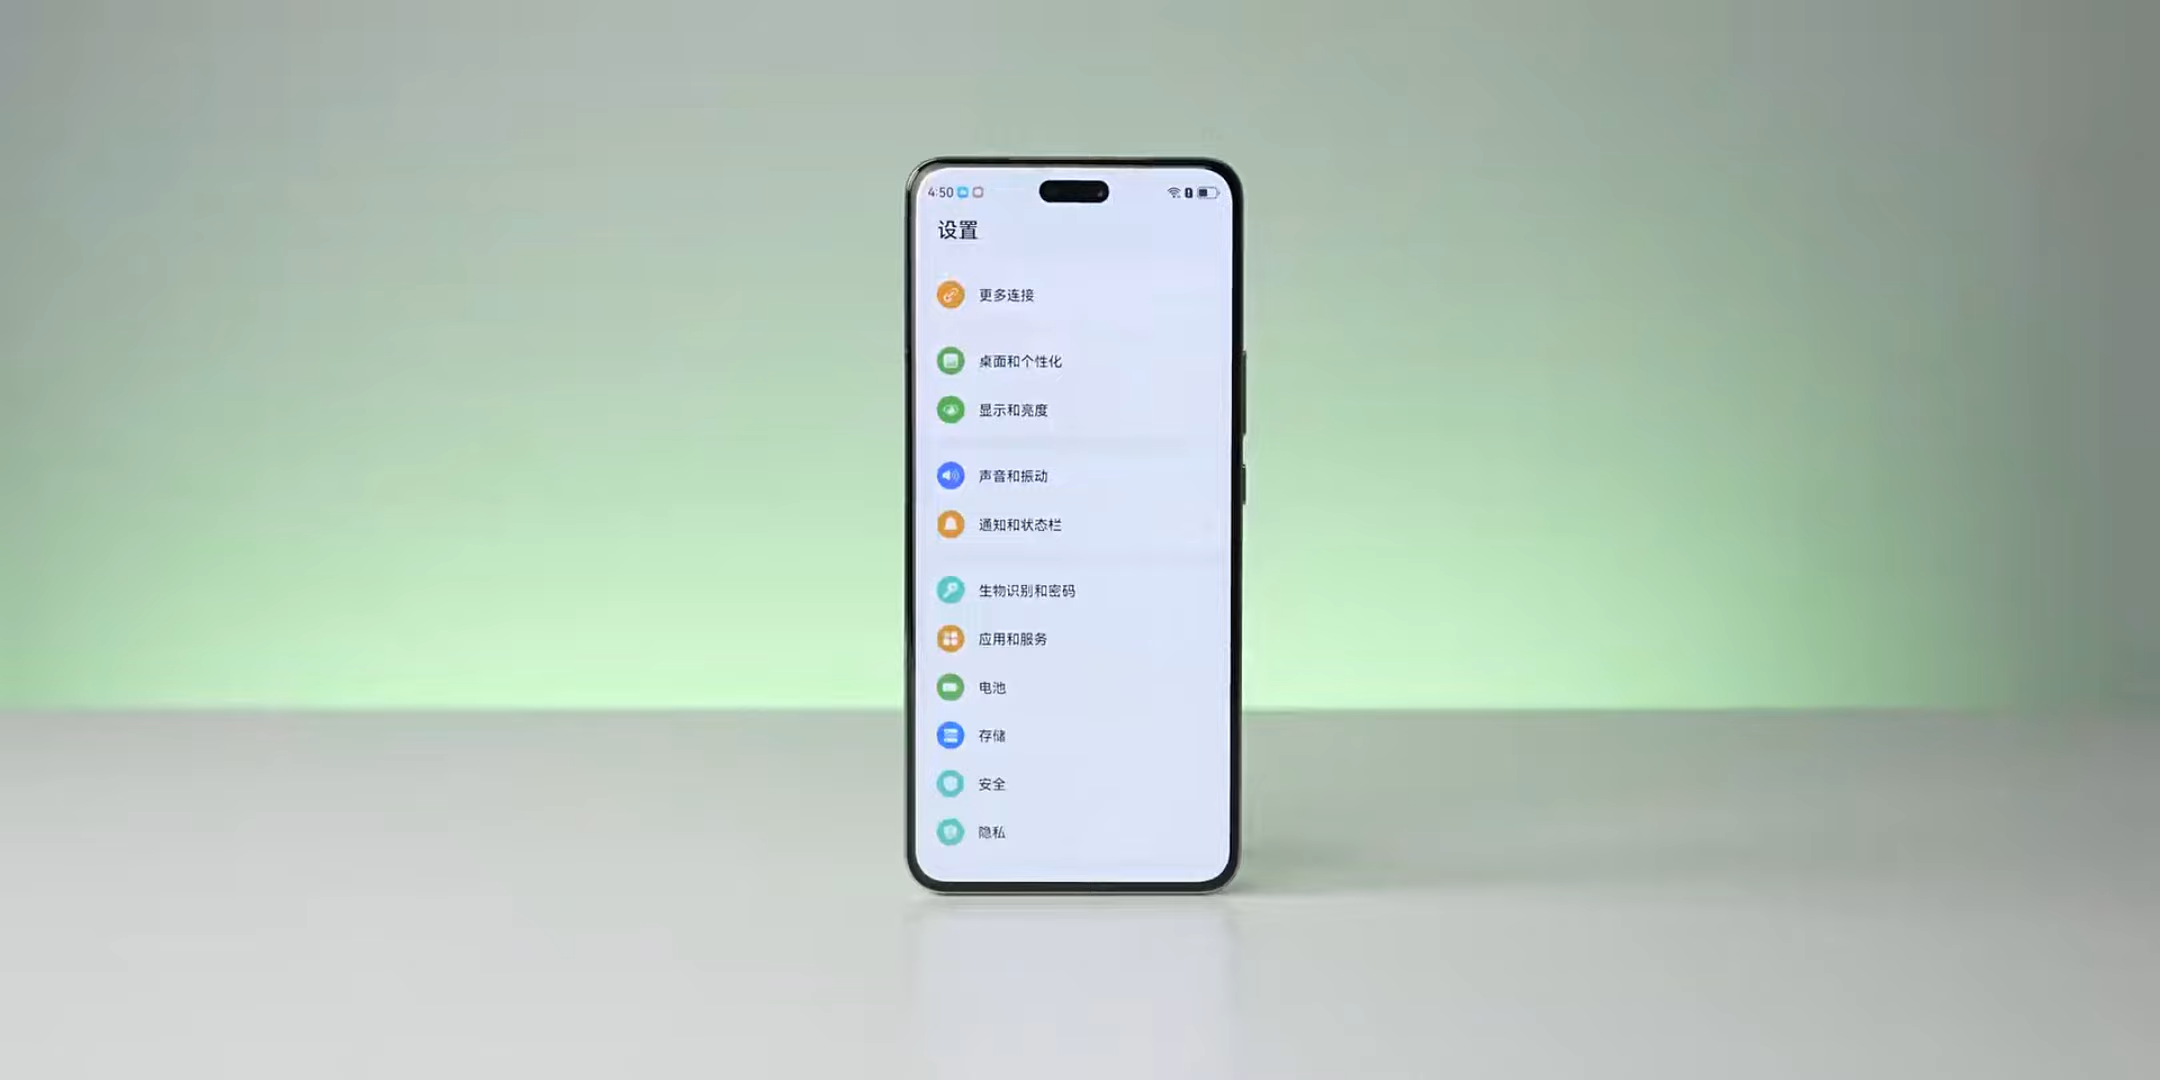 4:50
设置
更多连接
桌面和个性化
显示和亮度
声音和振动
通知和状态栏
生物识别和密码
应用和服务
电池
存储
安全
隐私